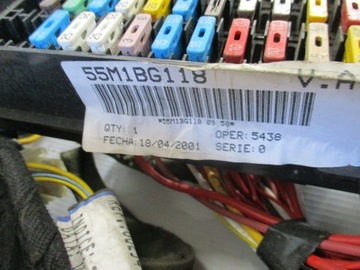 55M1BG118 V.A
*55M1BG118 09 58*
QTY: 1 OPER: 5438
FECHA: 18/04/2001 SERIE: 0